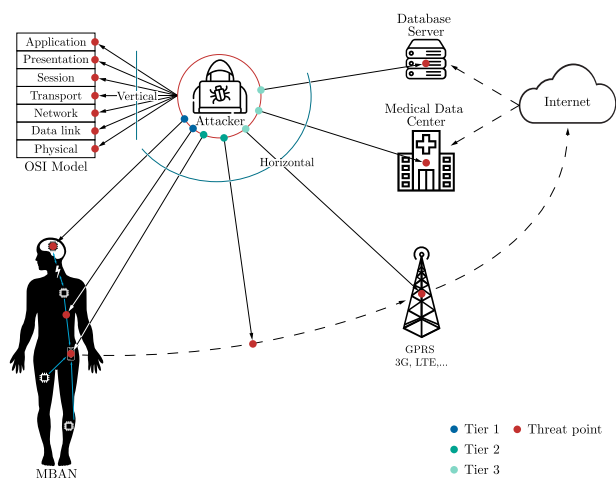 Application
Presentation
Session
Transport
Network
Data link
Physical
OSI Model
Vertical
Attacker
Horizontal
Database
Server
Medical Data
Center
Internet
GPRS
3G, LTE,...
MBAN
Tier 1
Threat point
Tier 2
Tier 3